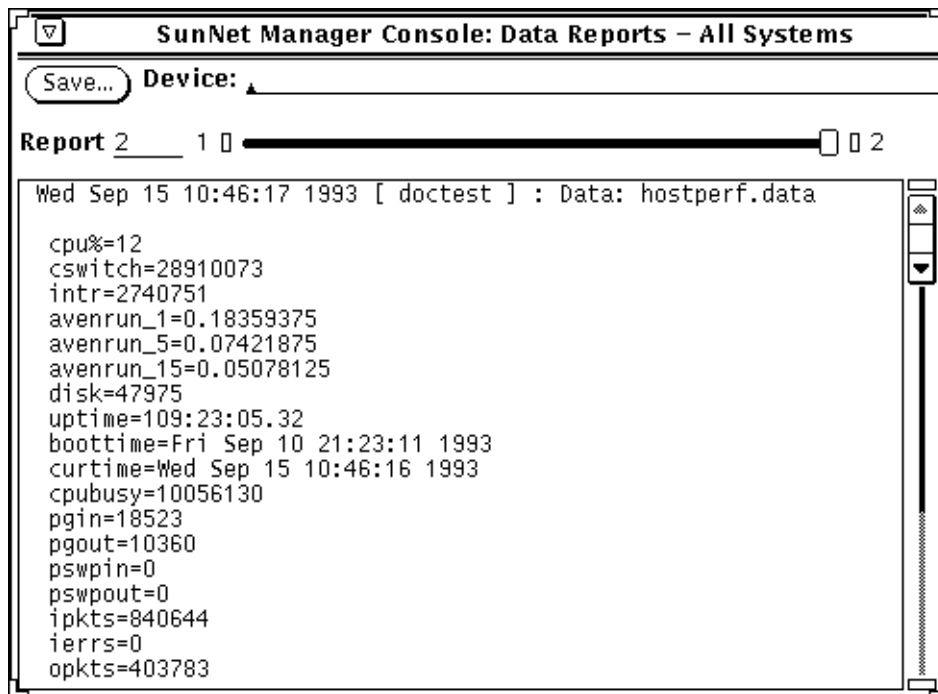 SunNet Manager Console: Data Reports – All Systems
Save... Device:
Report 2 1 2
Wed Sep 15 10:46:17 1993 [ doctest ] : Data: hostperf.data
cpu%=12
cswitch=28910073
intr=2740751
avenrun_1=0.18359375
avenrun_5=0.07421875
avenrun_15=0.05078125
disk=47975
uptime=109:23:05.32
boottime=Fri Sep 10 21:23:11 1993
curtime=Wed Sep 15 10:46:16 1993
cpubusy=10056130
pgin=18523
pgout=10360
pswpin=0
pswpout=0
ipkts=840644
ierrs=0
opkts=403783